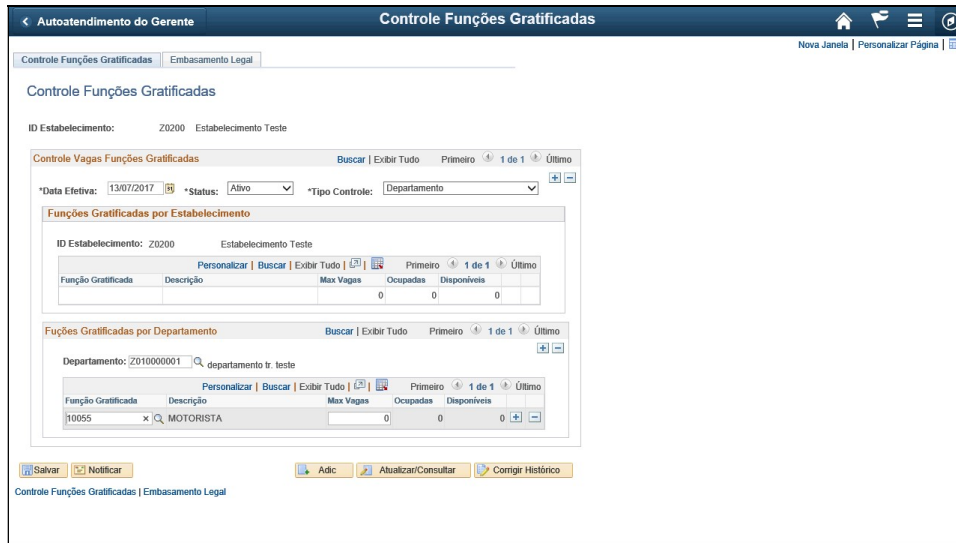 Autoatendimento do Gerente Controle Funções Gratificadas
Nova Janela | Personalizar Página |
Controle Funções Gratificadas Embasamento Legal
Controle Funções Gratificadas
ID Estabelecimento: Z0200 Estabelecimento Teste
Controle Vagas Funções Gratificadas Buscar | Exibir Tudo Primeiro 1 de 1 Último
*Data Efetiva: 13/07/2017 *Status: Ativo *Tipo Controle: Departamento
Funções Gratificadas por Estabelecimento
ID Estabelecimento: Z0200 Estabelecimento Teste
Personalizar | Buscar | Exibir Tudo | Primeiro 1 de 1 Último
Função Gratificada Descrição Max Vagas Ocupadas Disponíveis
0 0 0
Fuções Gratificadas por Departamento Buscar | Exibir Tudo Primeiro 1 de 1 Último
Departamento: Z010000001 departamento tr. teste
Personalizar | Buscar | Exibir Tudo | Primeiro 1 de 1 Último
Função Gratificada Descrição Max Vagas Ocupadas Disponíveis
10055 MOTORISTA 0 0 0
Salvar Notificar Adic Atualizar/Consultar Corrigir Histórico
Controle Funções Gratificadas | Embasamento Legal